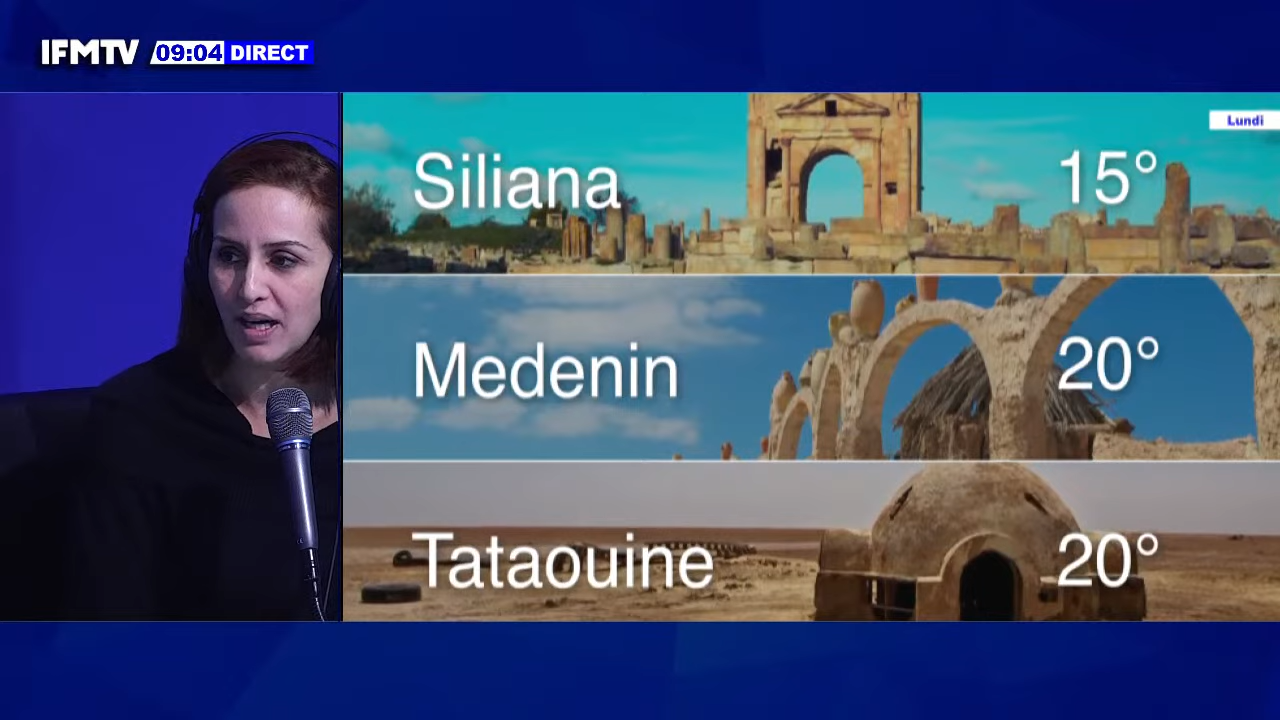 IFMTV 09:04 DIRECT
Lundi
Siliana 15°
Medenin 20°
Tataouine 20°